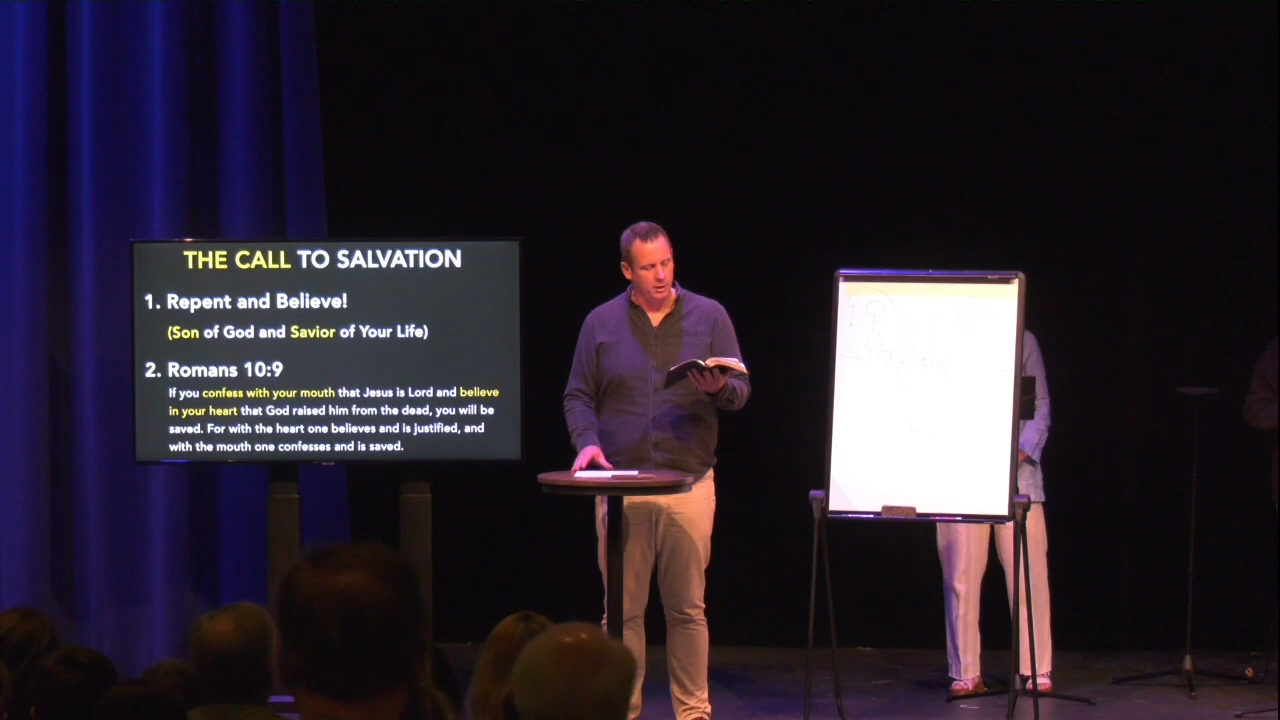 THE CALL TO SALVATION
1. Repent and Believe!
(Son of God and Savior of Your Life)
2. Romans 10:9
If you confess with your mouth that Jesus is Lord and believe
in your heart that God raised him from the dead, you will be
saved. For with the heart one believes and is justified, and
with the mouth one confesses and is saved.